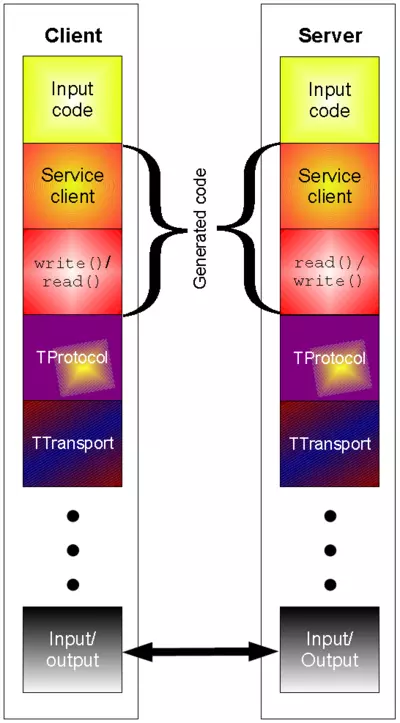 Client
Input
code
Service
client
write()/
read()
TProtocol
TTransport
Input/
output
Generated code
Server
Input
code
Service
client
read()/
write()
TProtocol
TTransport
Input/
Output